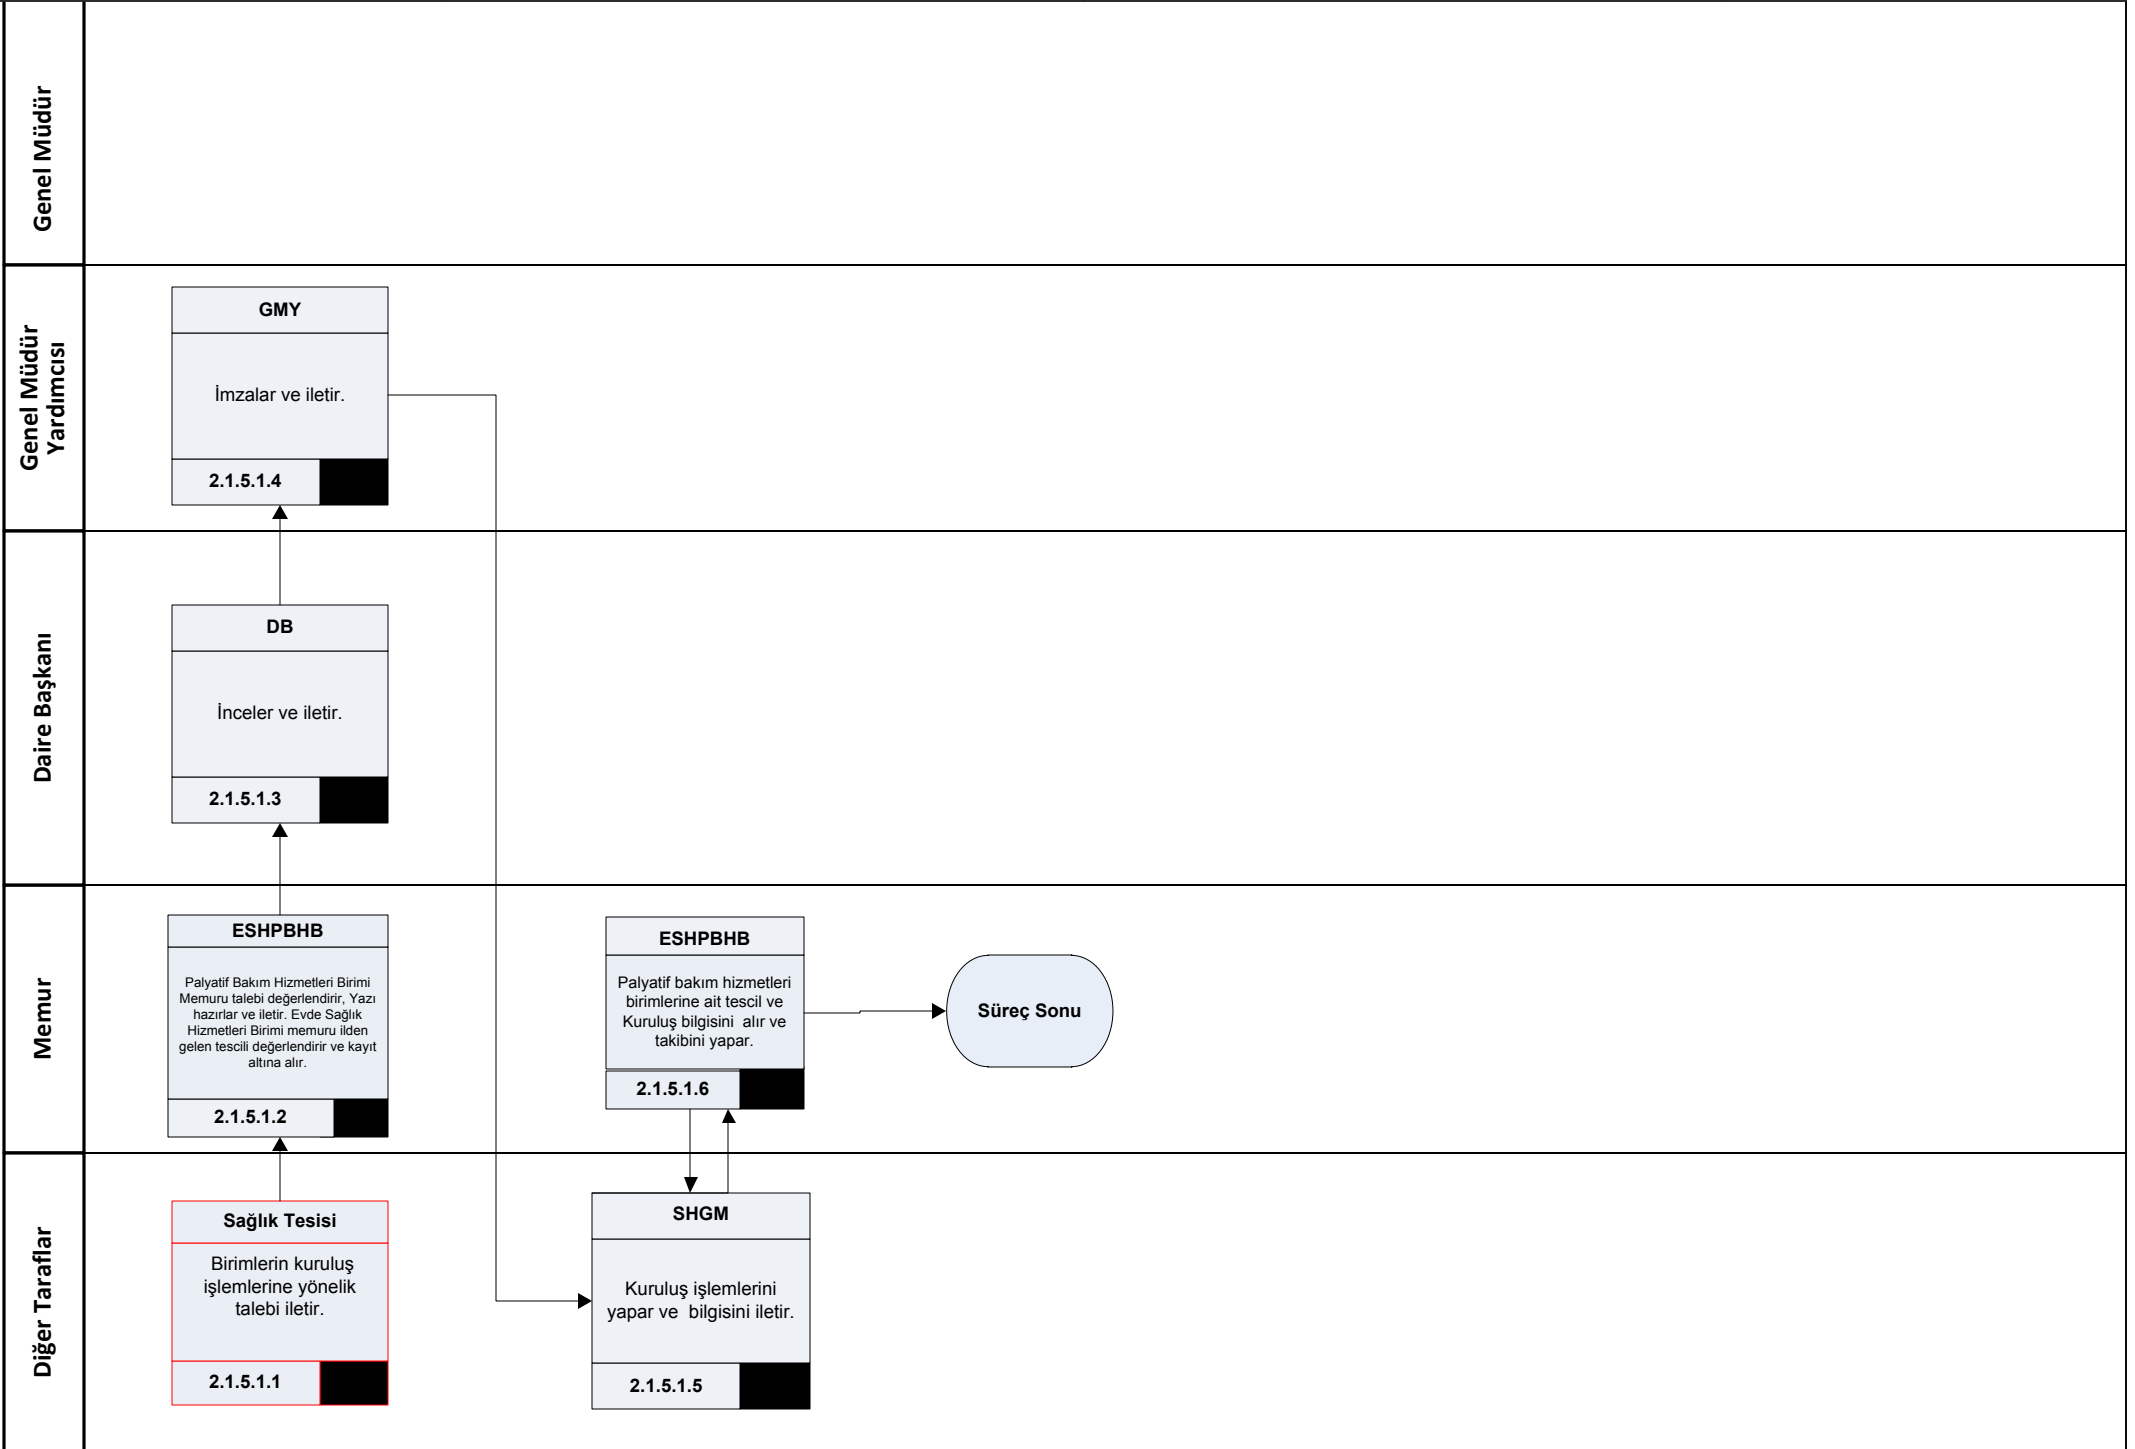 Genel Müdür
Genel Müdür
Yardımcısı
GMY
İmzalar ve iletir.
2.1.5.1.4
Daire Başkanı
DB
İnceler ve iletir.
2.1.5.1.3
Memur
ESHPBHB
Palyatif Bakım Hizmetleri Birimi
Memuru talebi değerlendirir, Yazı
hazırlar ve iletir. Evde Sağlık
Hizmetleri Birimi memuru ilden
gelen tescili değerlendirir ve kayıt
altına alır.
2.1.5.1.2
ESHPBHB
Palyatif bakım hizmetleri
birimlerine ait tescil ve
Kuruluş bilgisini alır ve
takibini yapar.
2.1.5.1.6
Süreç Sonu
Diğer Taraflar
Sağlık Tesisi
Birimlerin kuruluş
işlemlerine yönelik
talebi iletir.
2.1.5.1.1
SHGM
Kuruluş işlemlerini
yapar ve bilgisini iletir.
2.1.5.1.5